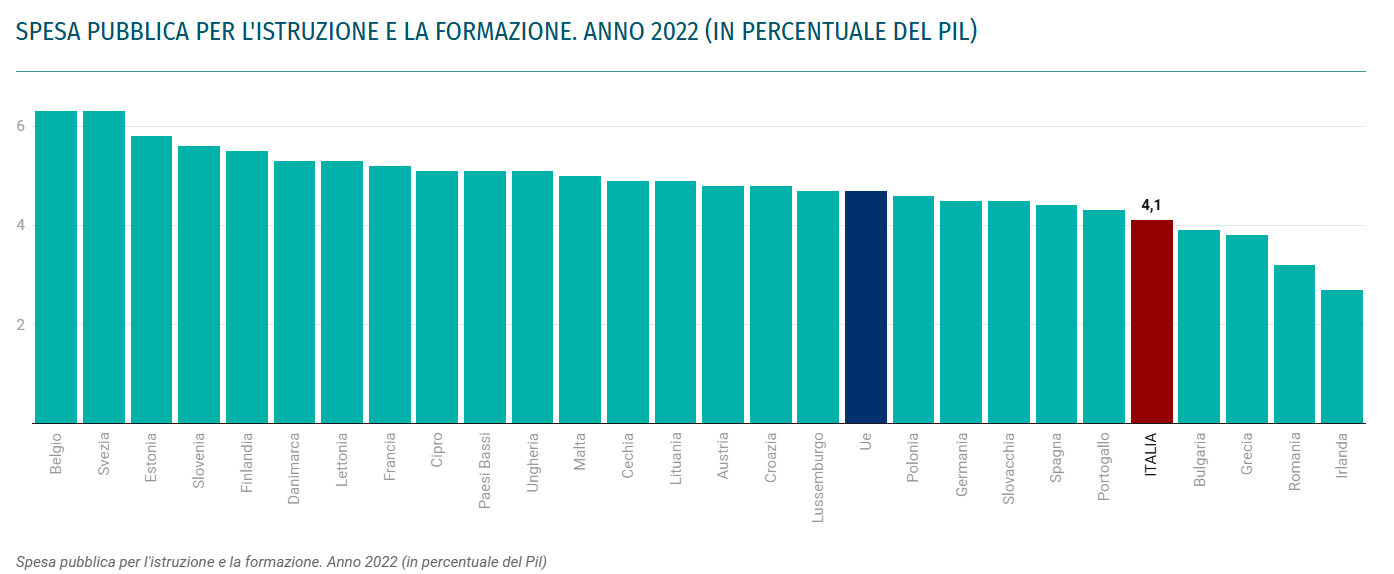 SPESA PUBBLICA PER L'ISTRUZIONE E LA FORMAZIONE. ANNO 2022 (IN PERCENTUALE DEL PIL)
6
4
2
4,1
Belgio
Svezia
Estonia
Slovenia
Finlandia
Danimarca
Lettonia
Francia
Cipro
Paesi Bassi
Ungheria
Malta
Cechia
Lituania
Austria
Croazia
Lussemburgo
Ue
Polonia
Germania
Slovacchia
Spagna
Portogallo
ITALIA
Bulgaria
Grecia
Romania
Irlanda
Spesa pubblica per l'istruzione e la formazione. Anno 2022 (in percentuale del Pil)